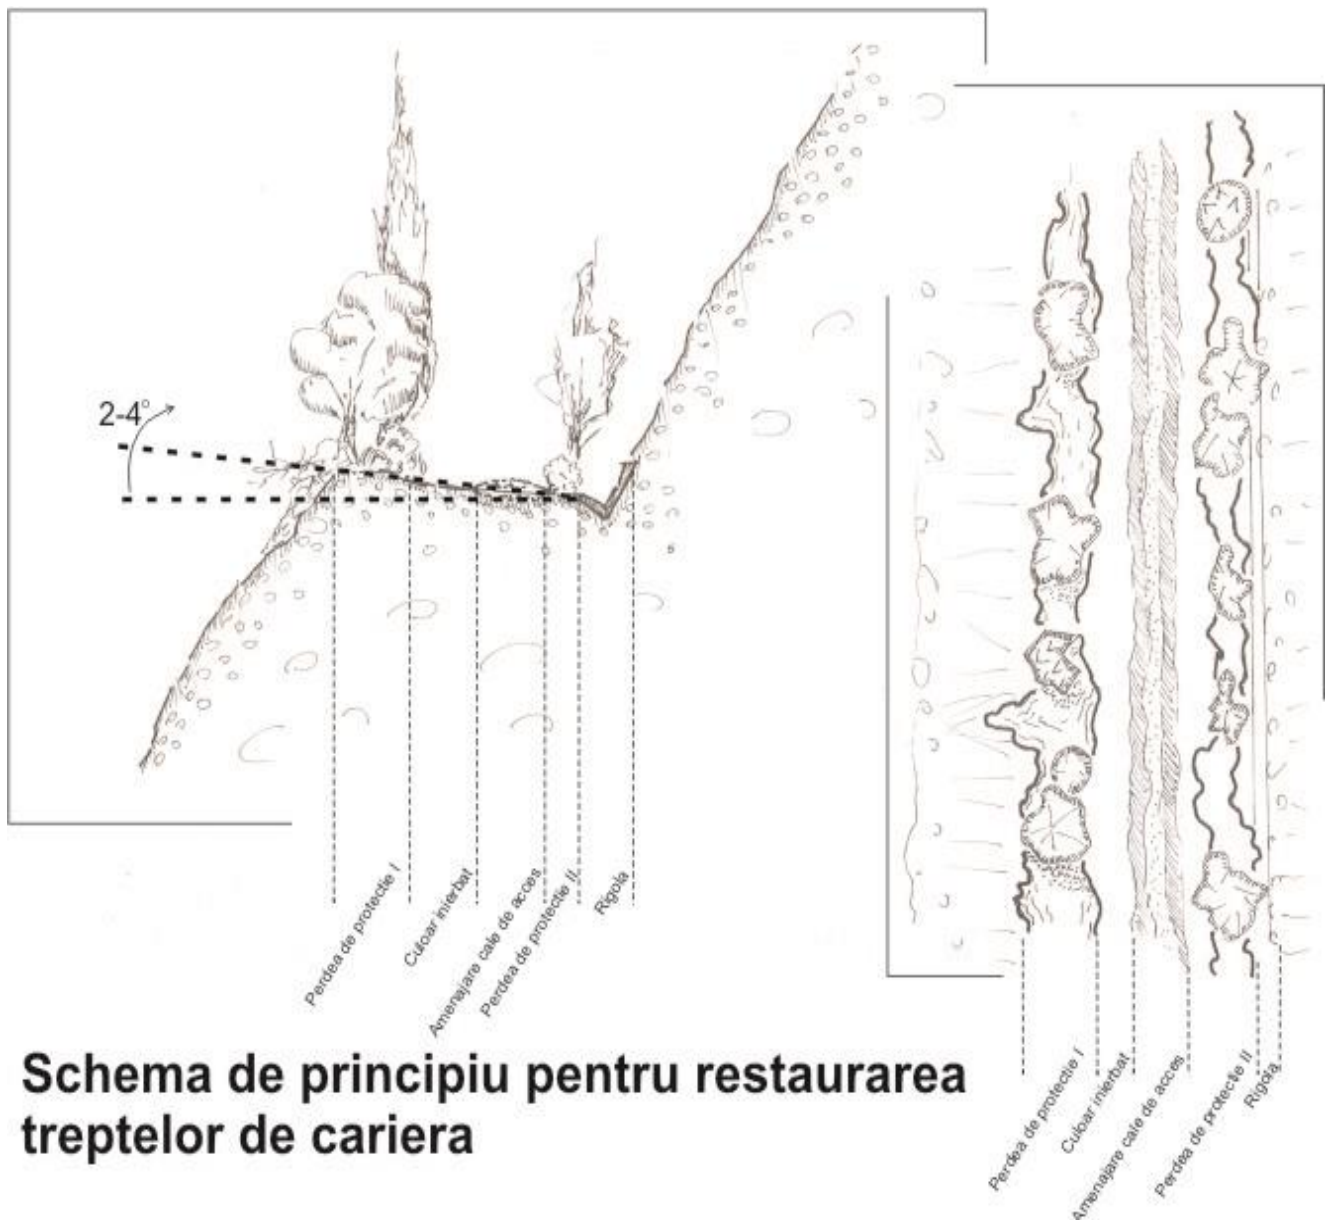 2-4°
Perdea de protectie I
Culoar inierbat
Amenajare cale de acces
Perdea de protectie II
Rigola
Perdea de protectie I
Culoar inierbat
Amenajare cale de acces
Perdea de protectie II
Rigola
Schema de principiu pentru restaurarea
treptelor de cariera